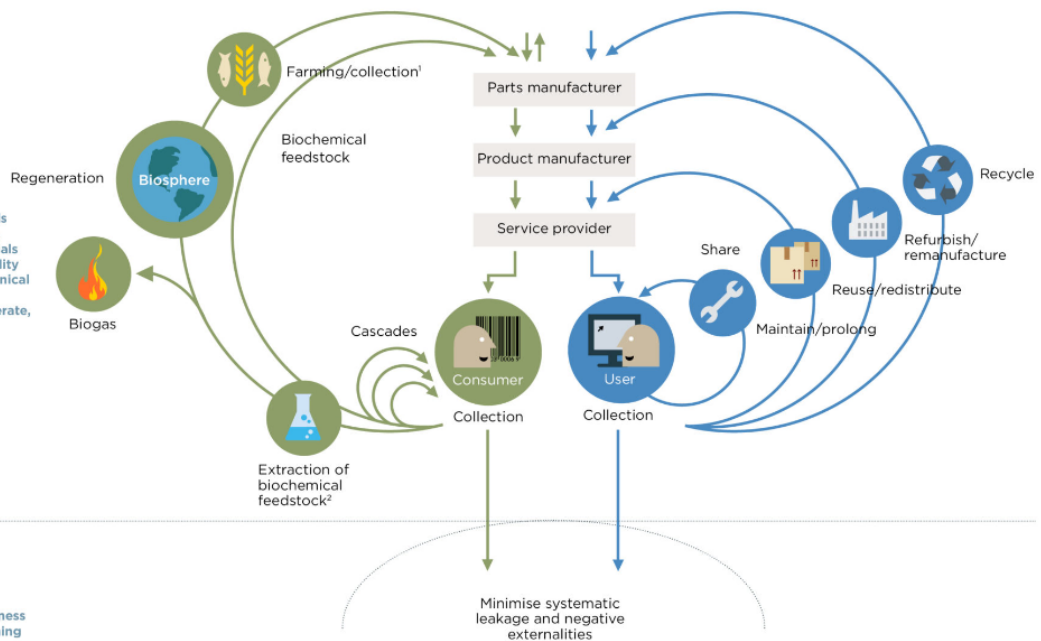 Farming/collection¹
Parts manufacturer
Biochemical
feedstock
Product manufacturer
Regeneration
Biosphere
Recycle
Service provider
Share
Refurbish/
remanufacture
Reuse/redistribute
Biogas
Cascades
Maintain/prolong
Consumer
User
Collection
Collection
Extraction of
biochemical
feedstock²
Minimise systematic
leakage and negative
externalities